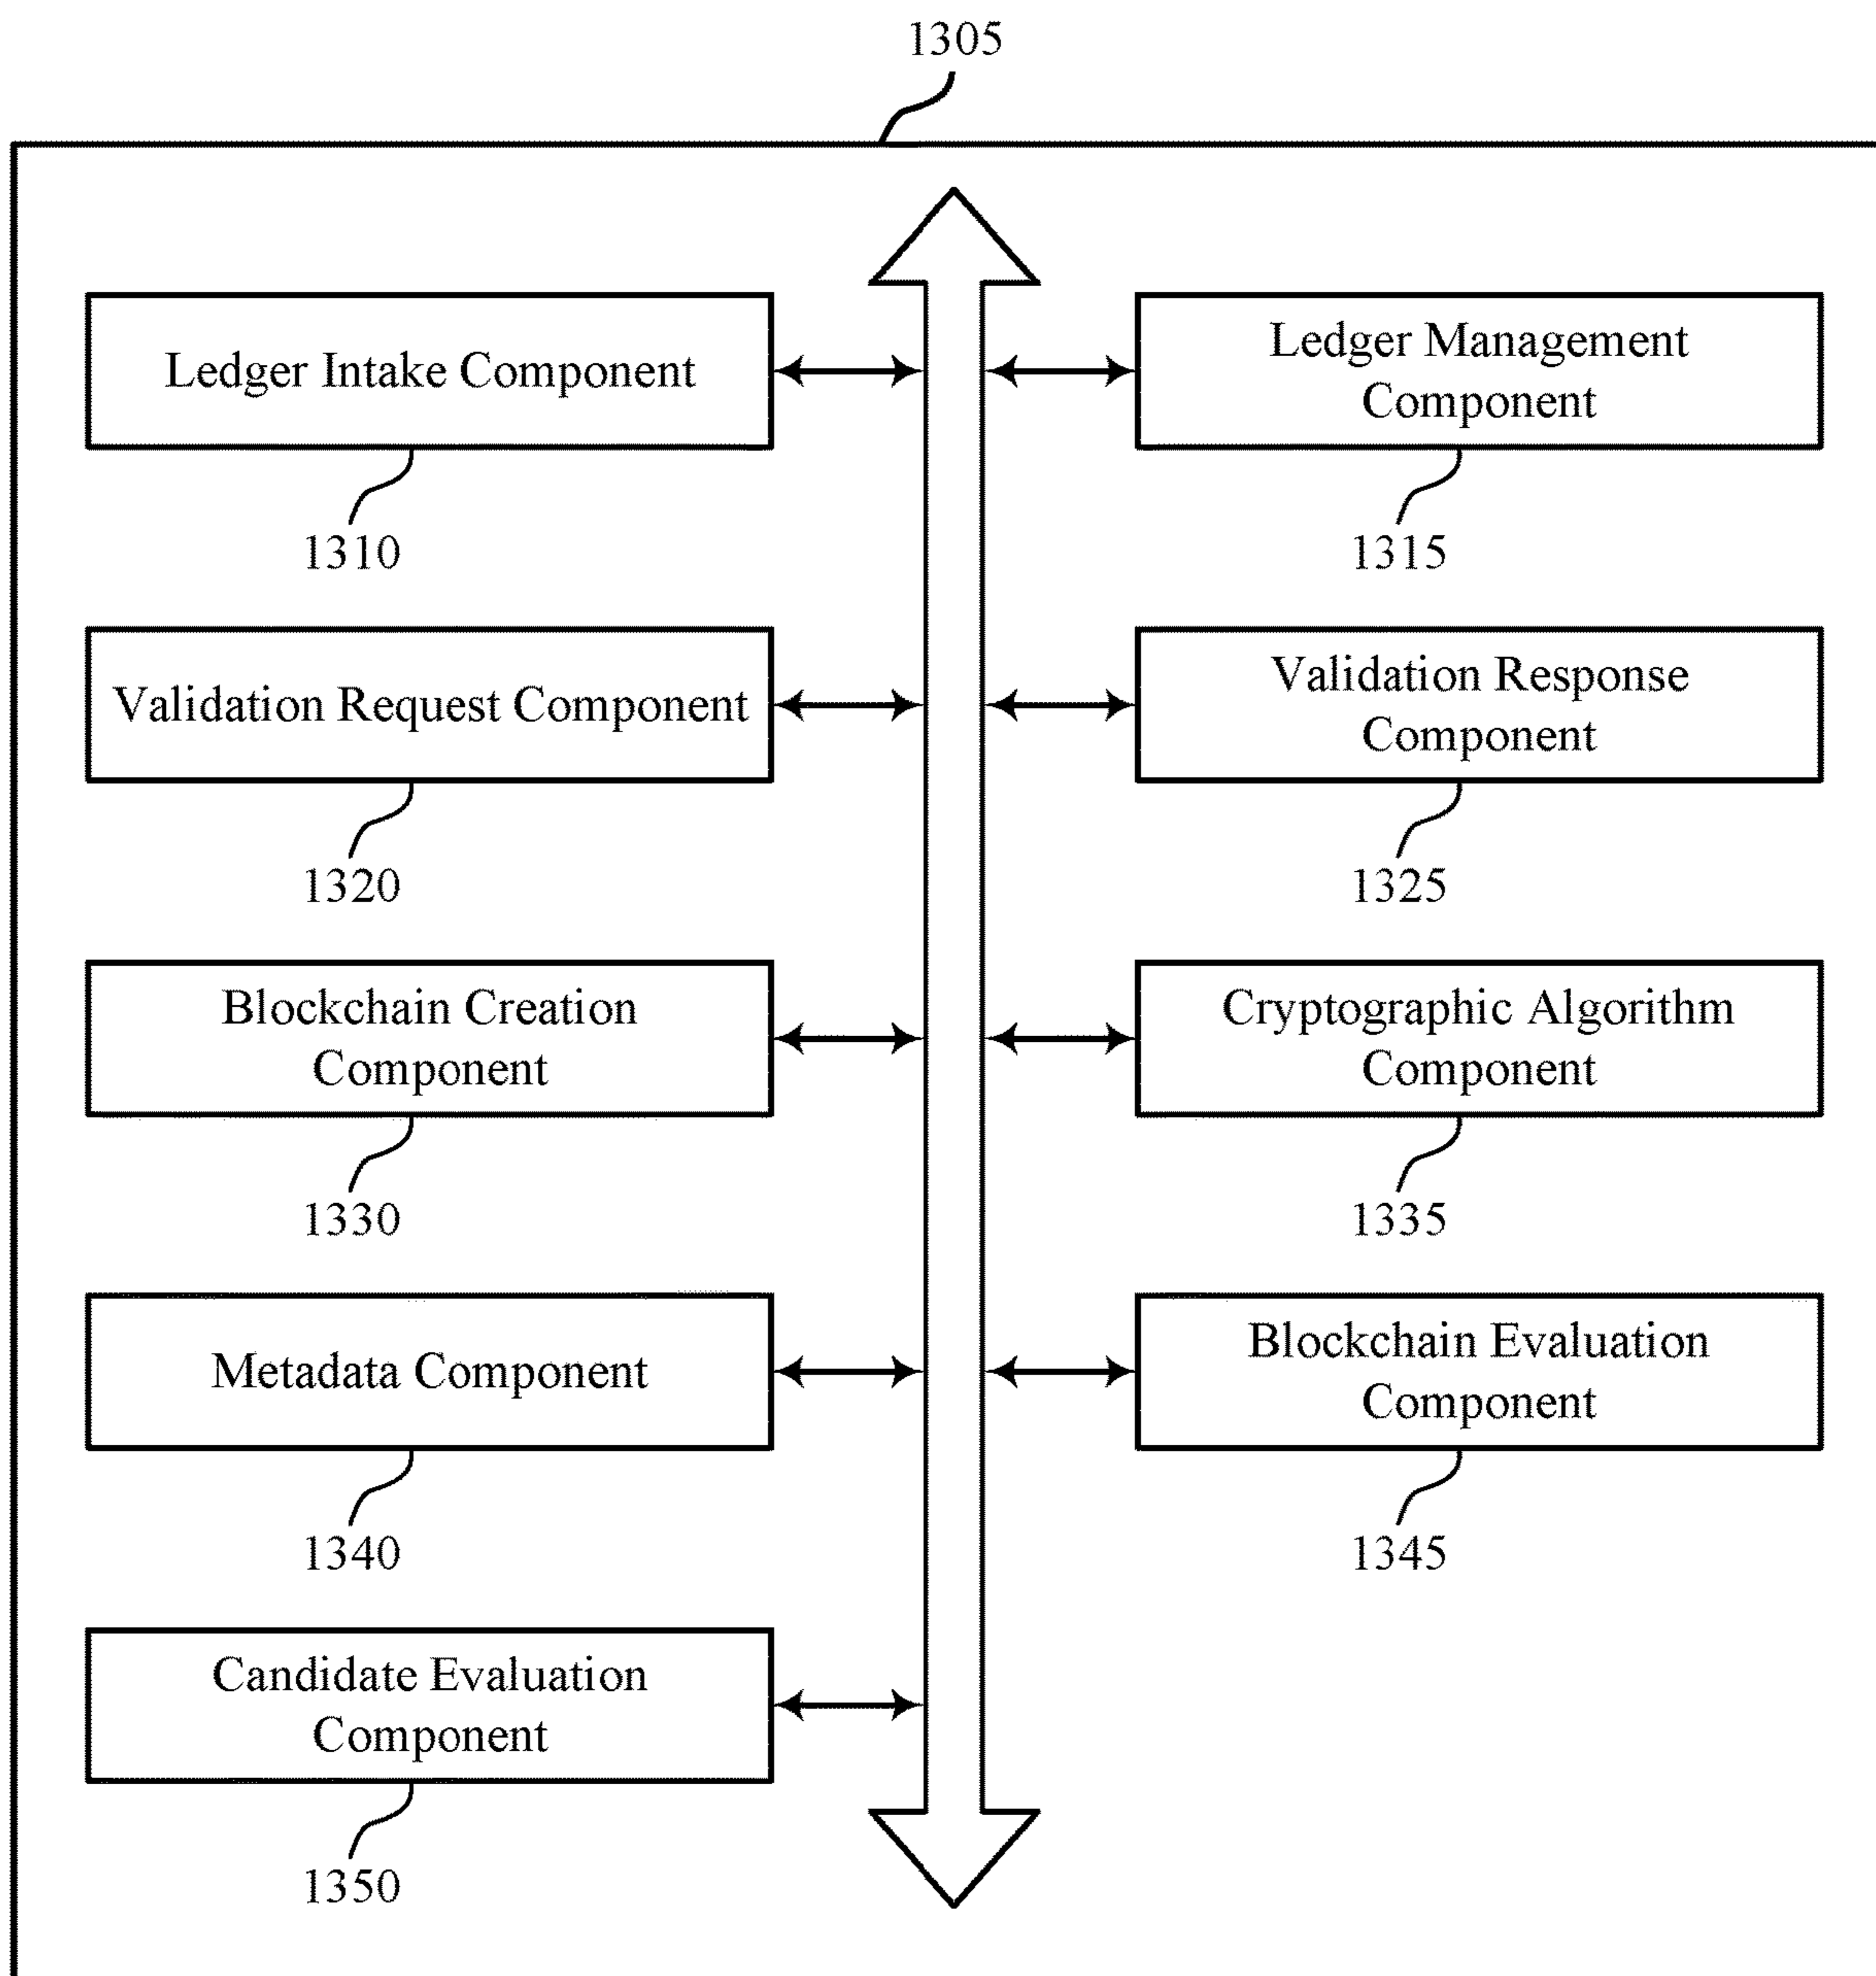 1305
Ledger Intake Component
1310
Ledger Management
Component
1315
Validation Request Component
1320
Validation Response
Component
1325
Blockchain Creation
Component
1330
Cryptographic Algorithm
Component
1335
Metadata Component
1340
Blockchain Evaluation
Component
1345
Candidate Evaluation
Component
1350